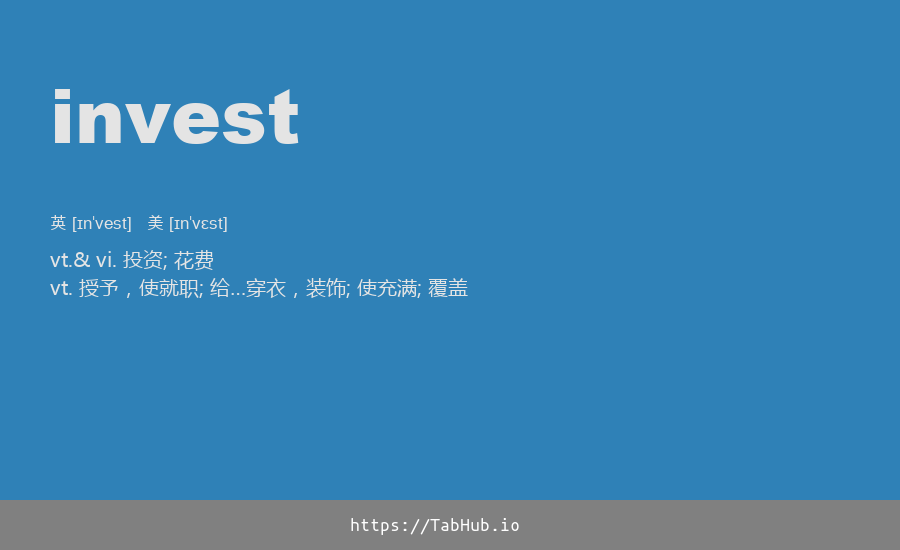 invest
英 [ɪnˈvest] 美 [ɪnˈvɛst]
vt.& vi. 投资; 花费
vt. 授予，使就职; 给…穿衣，装饰; 使充满; 覆盖
https://TabHub.io